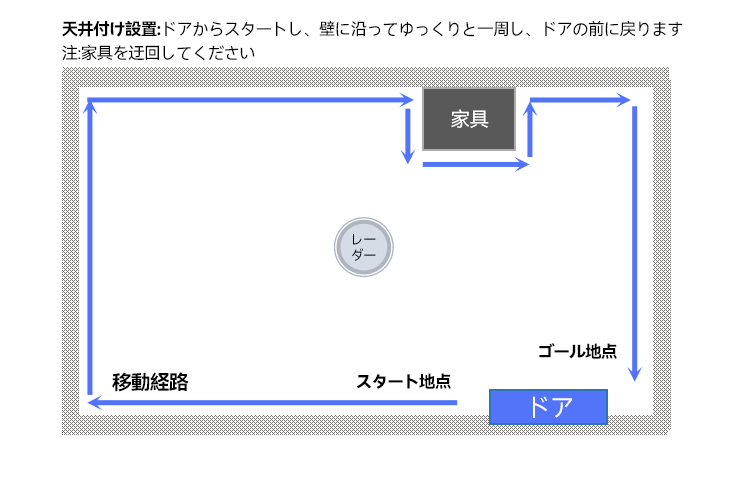 天井付け設置:ドアからスタートし、壁に沿ってゆっくりと一周し、ドアの前に戻ります
注:家具を迂回してください
家具
レー
ダー
ゴール地点
移動経路
スタート地点
ドア